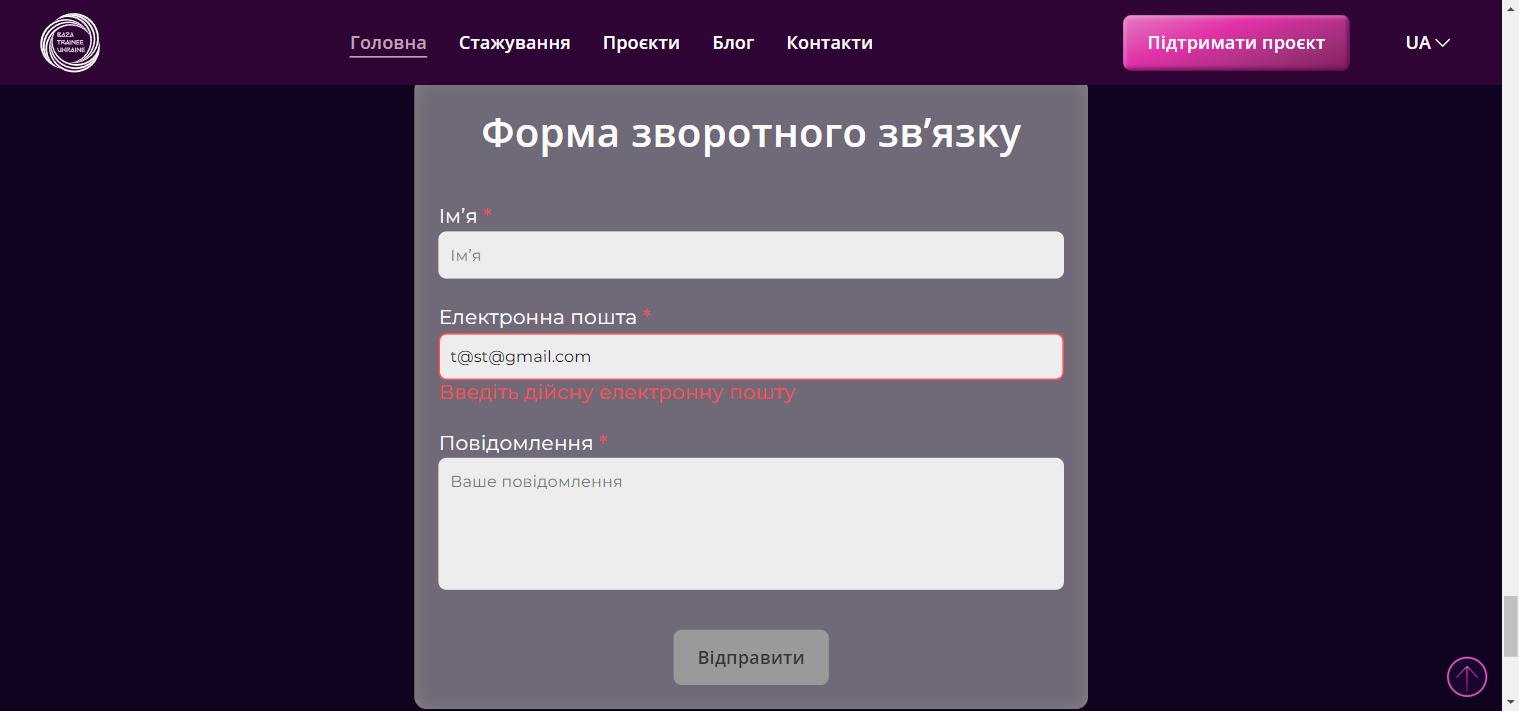 BAZA
TRAINEE
UKRAINE
Головна Стажування Проєкти Блог Контакти
Підтримати проєкт
UA
Форма зворотного зв’язку
Ім’я *
Ім’я
Електронна пошта *
t@st@gmail.com
Введіть дійсну електронну пошту
Повідомлення *
Ваше повідомлення
Відправити